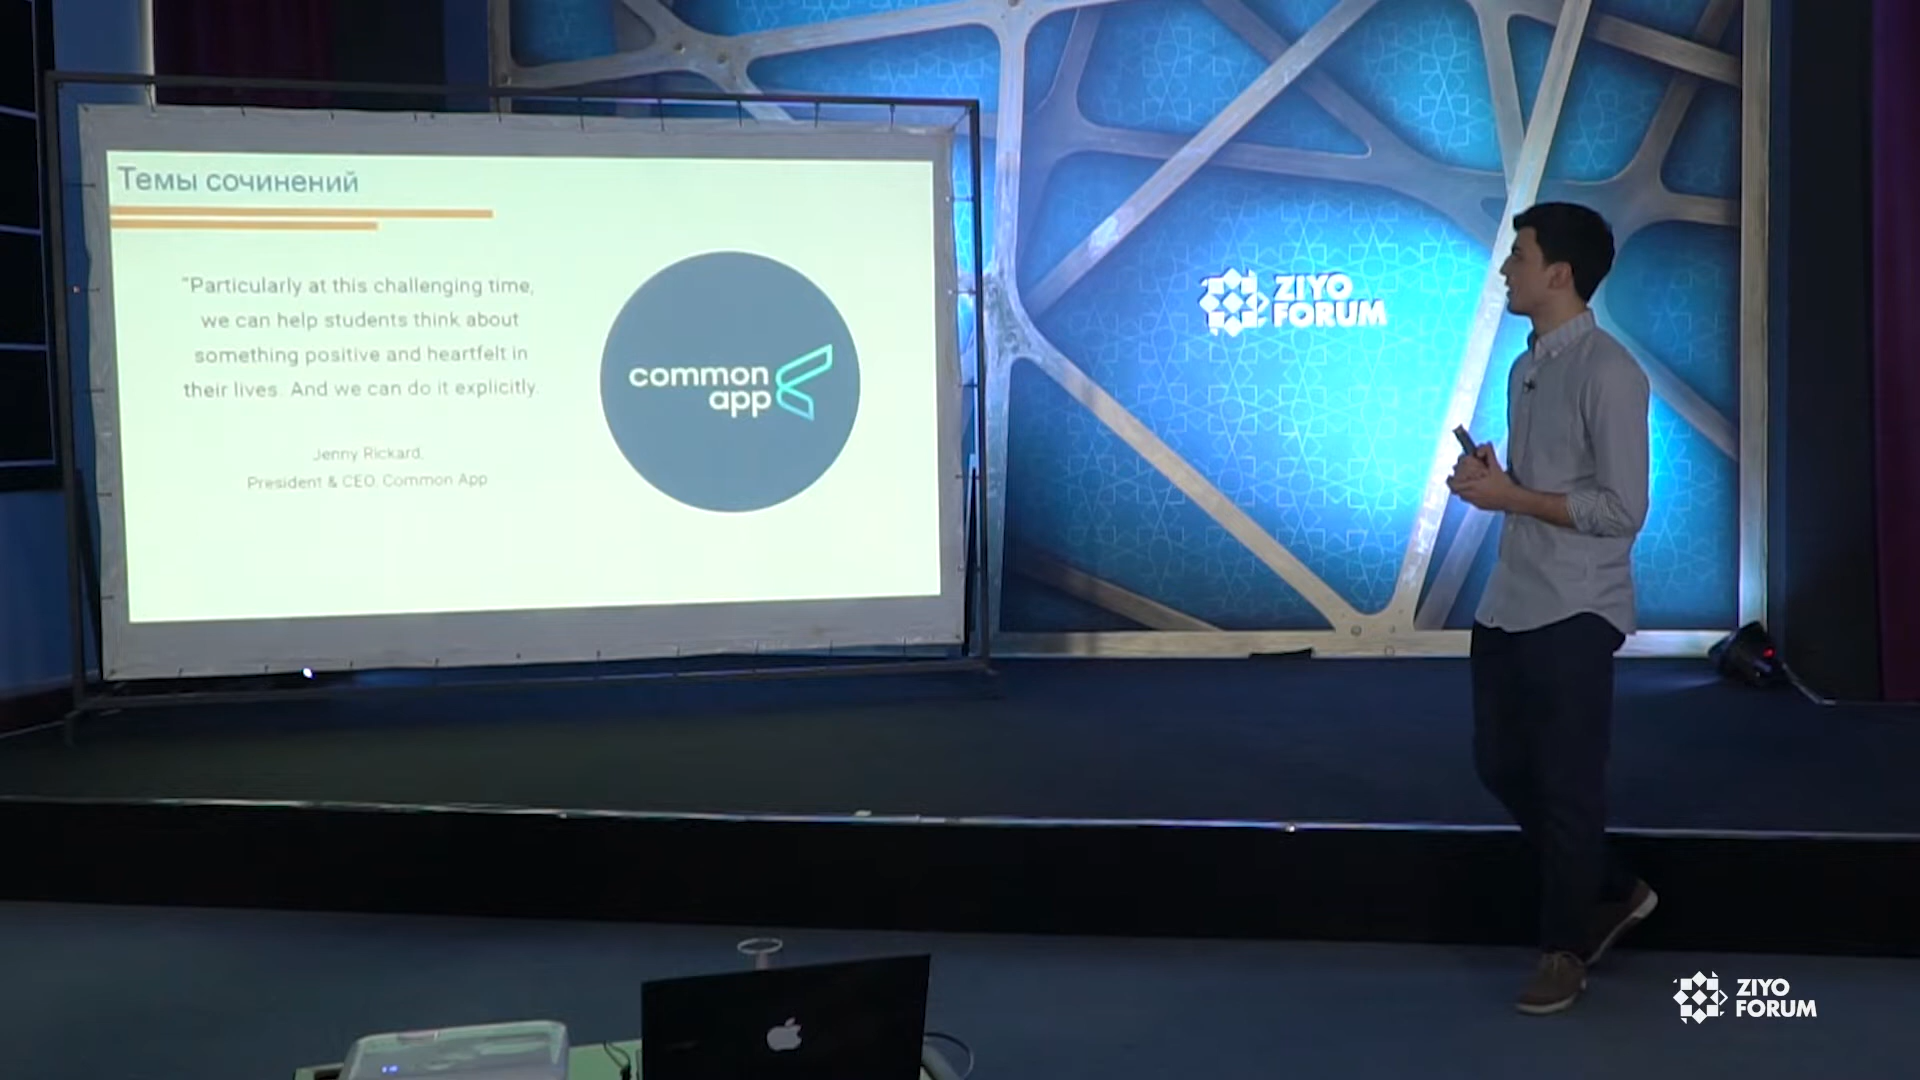 Темы сочинений
"Particularly at this challenging time,
we can help students think about
something positive and heartfelt in
their lives. And we can do it explicitly.
Jenny Rickard,
President & CEO, Common App
common
app
ZIYO
FORUM
ZIYO
FORUM